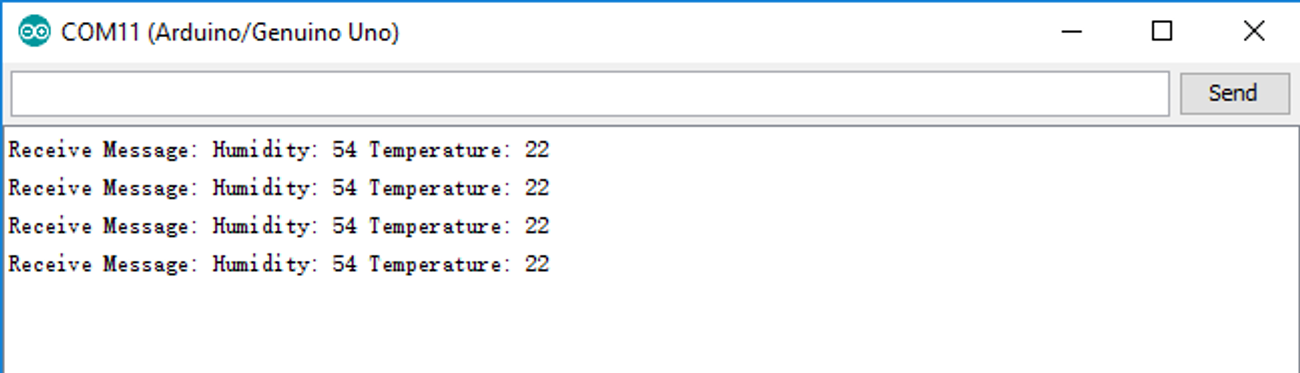 COM11 (Arduino/Genuino Uno)
Send
Receive Message: Humidity: 54 Temperature: 22
Receive Message: Humidity: 54 Temperature: 22
Receive Message: Humidity: 54 Temperature: 22
Receive Message: Humidity: 54 Temperature: 22